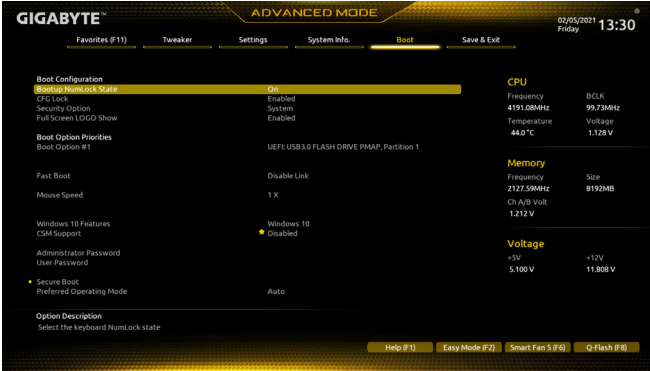 GIGABYTE™
ADVANCED MODE
02/05/2021 Friday 13:30
Favorites (F11) Tweaker Settings System Info. Boot Save & Exit
Boot Configuration
Bootup NumLock State On
CFG Lock Enabled
Security Option System
Full Screen LOGO Show Enabled
Boot Option Priorities
Boot Option #1 UEFI: USB3.0 FLASH DRIVE PMAP, Partition 1
Fast Boot Disable Link
Mouse Speed 1 X
Windows 10 Features Windows 10
CSM Support Disabled
Administrator Password
User Password
Secure Boot
Preferred Operating Mode Auto
Option Description
Select the keyboard NumLock state
CPU
Frequency BCLK
4191.08MHz 99.73MHz
Temperature Voltage
44.0 °C 1.128 V
Memory
Frequency Size
2127.59MHz 8192MB
Ch A/B Volt
1.212 V
Voltage
+5V +12V
5.100 V 11.808 V
Help (F1) Easy Mode (F2) Smart Fan 5 (F6) Q-Flash (F8)